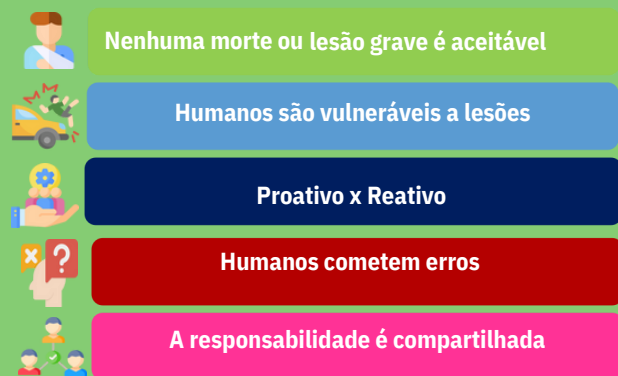 Nenhuma morte ou lesão grave é aceitável
Humanos são vulneráveis a lesões
Proativo x Reativo
Humanos cometem erros
A responsabilidade é compartilhada